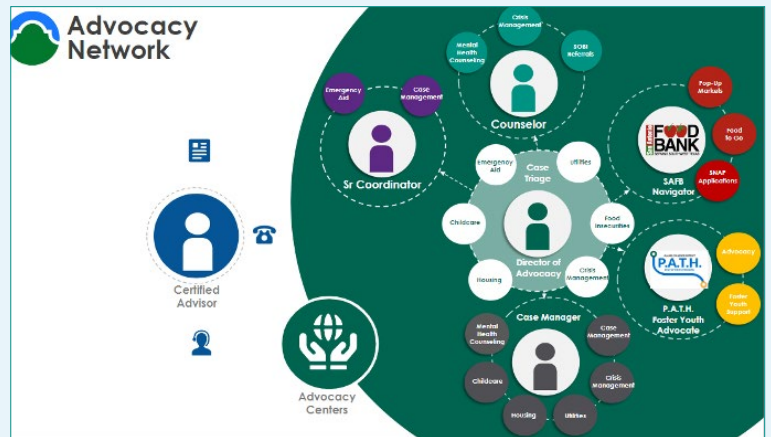 Advocacy
Network
Crisis
Management
Mental
Health
Counseling
SOBI
Referrals
Counselor
Emergency
Aid
Case
Management
Sr Coordinator
Pop-Up
Markets
Food
To Go
SNAP
Applications
FOOD
BANK
SAFB
Navigator
Case
Triage
Emergency
Aid
Utilities
Childcare
Food
Insecurities
Housing
Crisis
Management
Director of
Advocacy
P.A.T.H.
P.A.T.H.
Foster Youth
Advocate
Advocacy
Foster
Youth
Support
Certified
Advisor
Advocacy
Centers
Case Manager
Mental
Health
Counseling
Case
Management
Childcare
Crisis
Management
Housing
Utilities